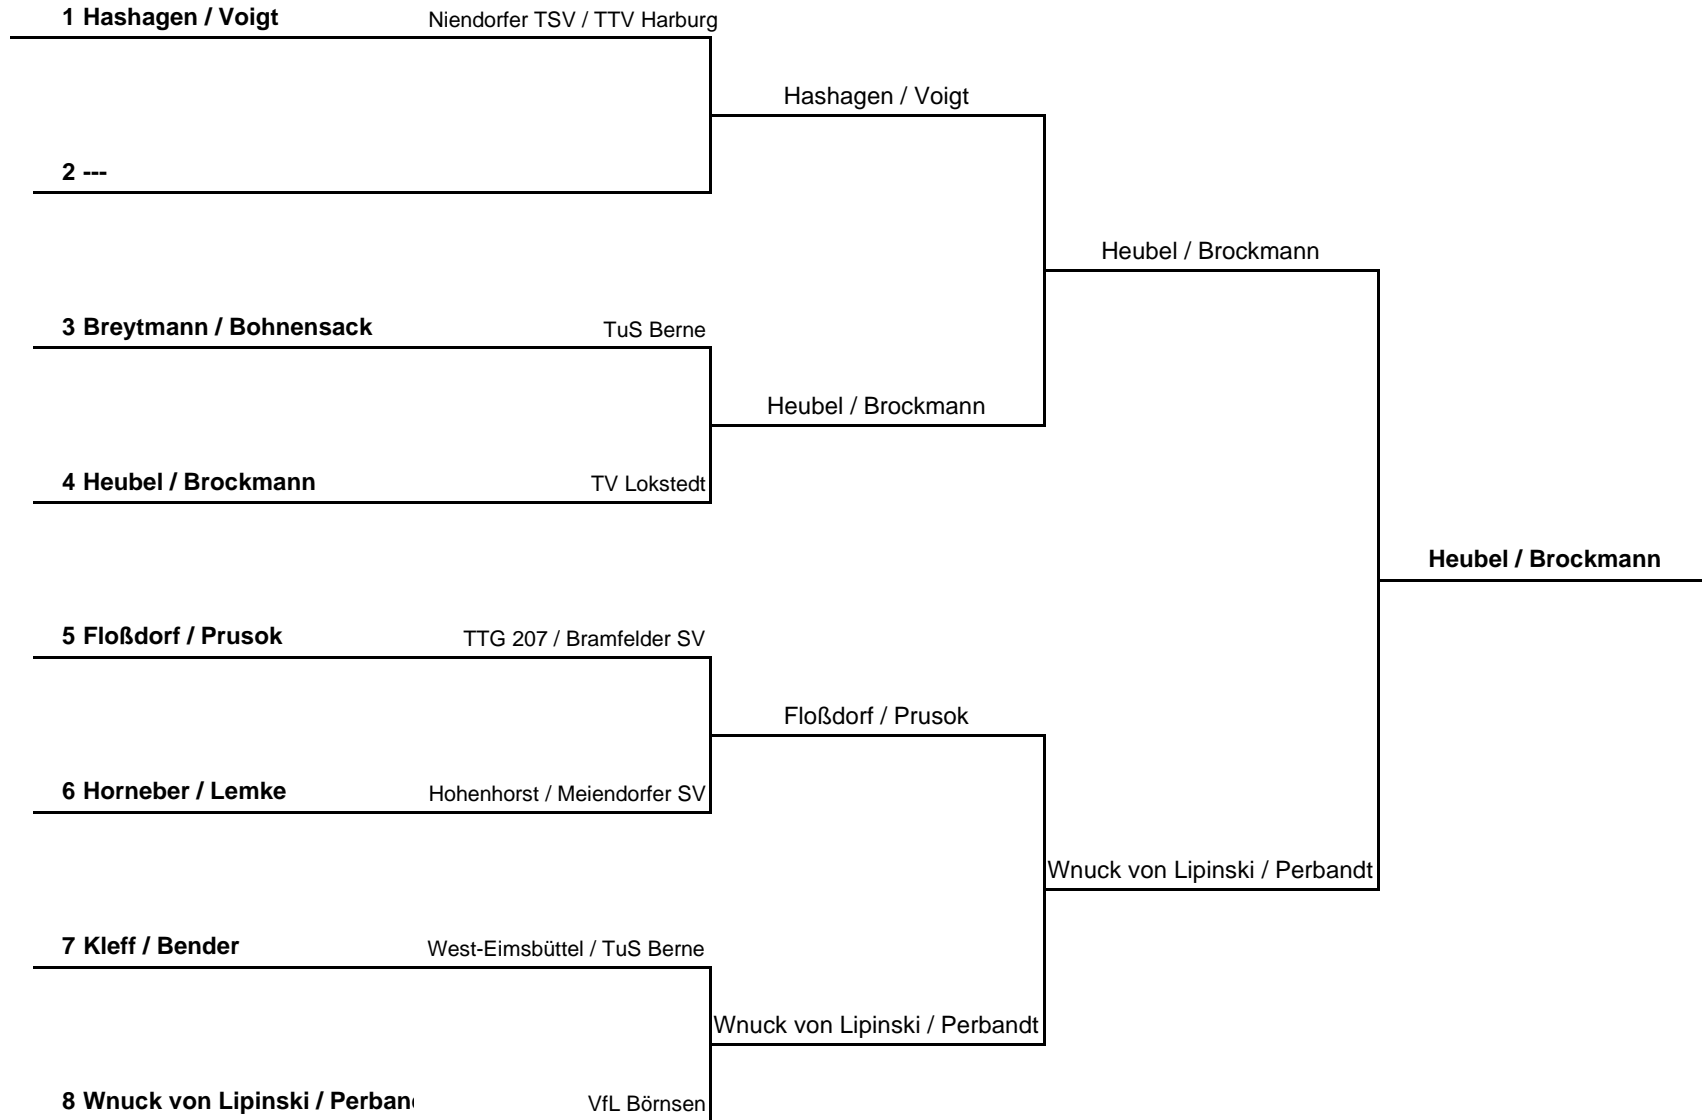 1 Hashagen / Voigt Niendorfer TSV / TTV Harburg
Hashagen / Voigt
2 ---
Heubel / Brockmann
3 Breytmann / Bohnensack TuS Berne
Heubel / Brockmann
4 Heubel / Brockmann TV Lokstedt
Heubel / Brockmann
5 Floßdorf / Prusok TTG 207 / Bramfelder SV
Floßdorf / Prusok
6 Horneber / Lemke Hohenhorst / Meiendorfer SV
Wnuck von Lipinski / Perbandt
7 Kleff / Bender West-Eimsbüttel / TuS Berne
Wnuck von Lipinski / Perbandt
8 Wnuck von Lipinski / Perban VfL Börnsen